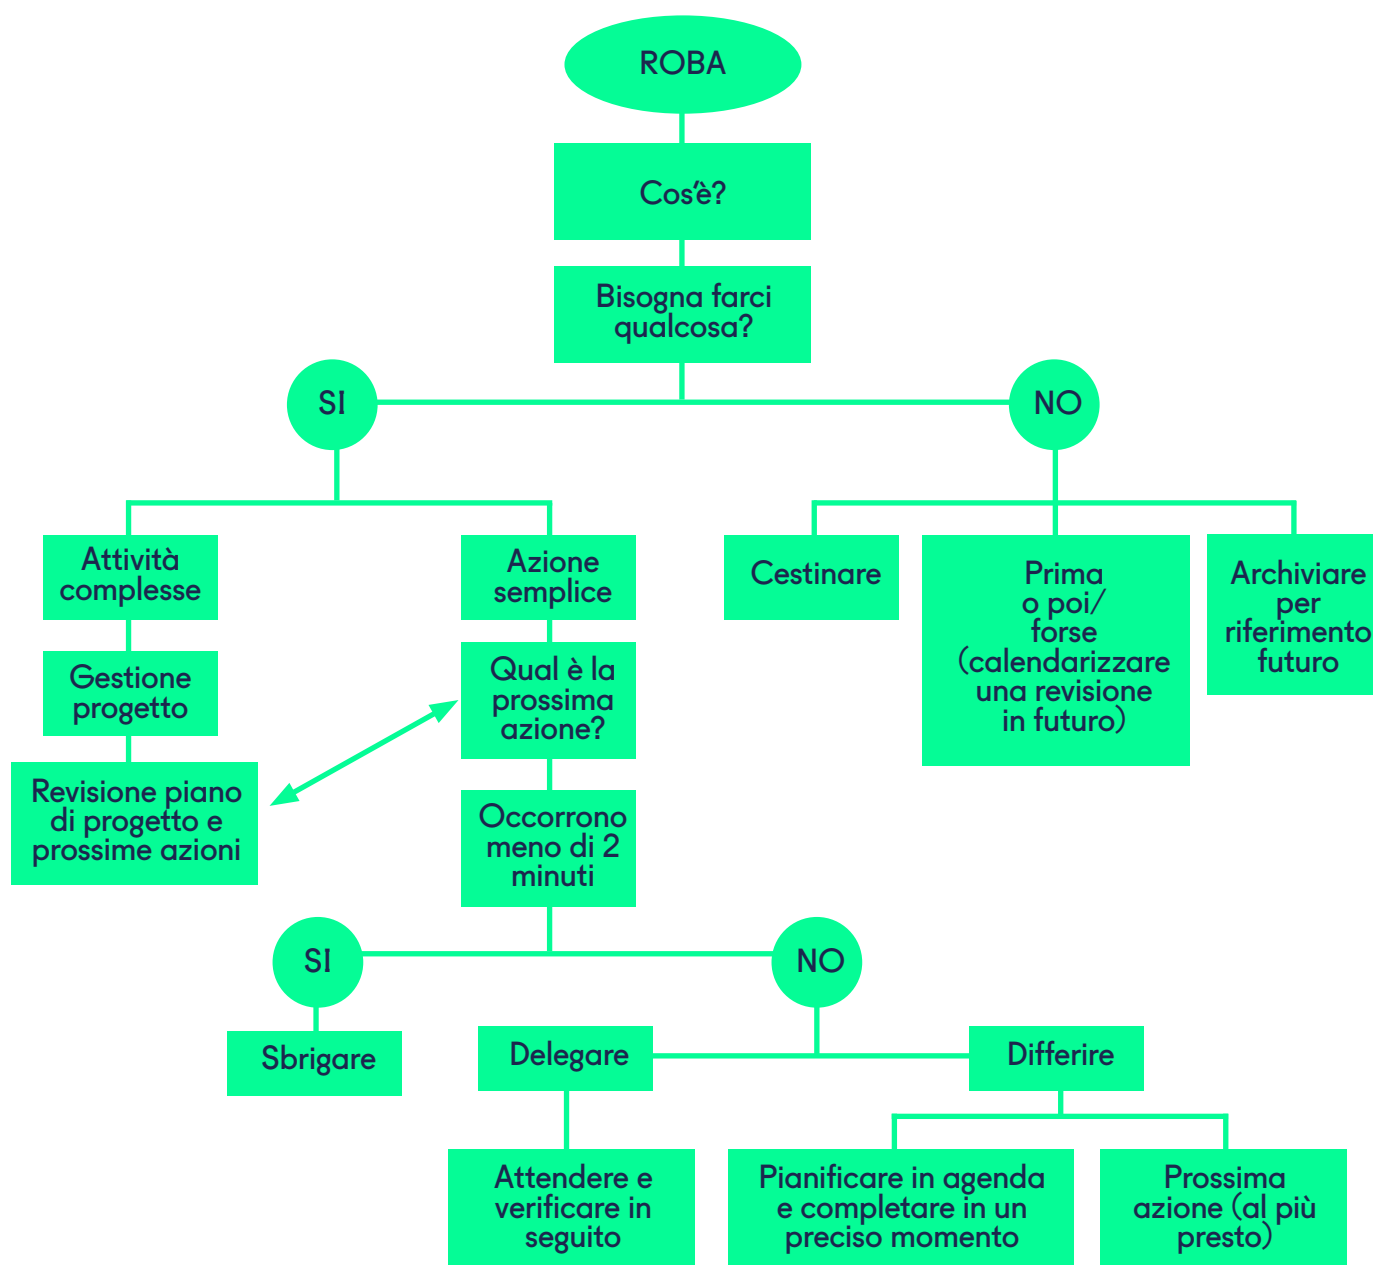 ROBA
Cos'è?
Bisogna farci
qualcosa?
SI
NO
Attività
complesse
Azione
semplice
Cestinare
Prima
o poi/
forse
(calendarizzare
una revisione
in futuro)
Archiviare
per
riferimento
futuro
Gestione
progetto
Qual è la
prossima
azione?
Revisione piano
di progetto e
prossime azioni
Occorrono
meno di 2
minuti
SI
NO
Sbrigare
Delegare
Differire
Attendere e
verificare in
seguito
Pianificare in agenda
e completare in un
preciso momento
Prossima
azione (al più
presto)